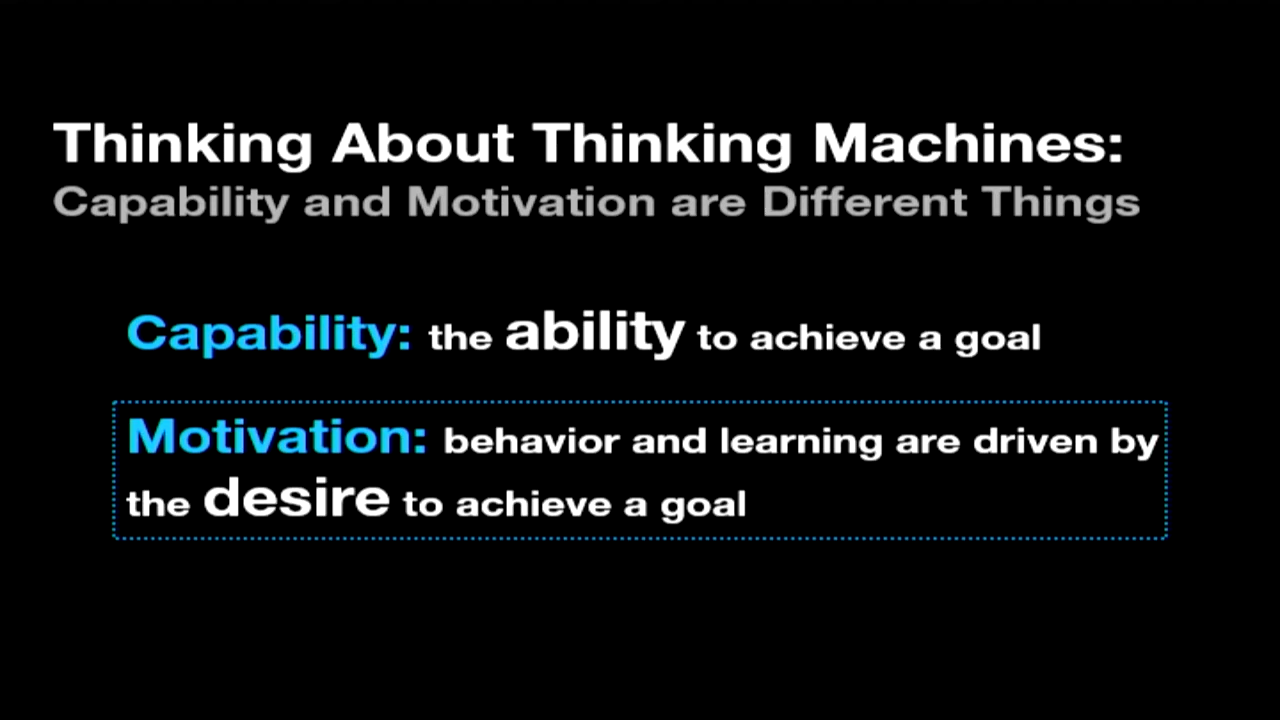 Thinking About Thinking Machines:
Capability and Motivation are Different Things
Capability: the ability to achieve a goal
Motivation: behavior and learning are driven by
the desire to achieve a goal